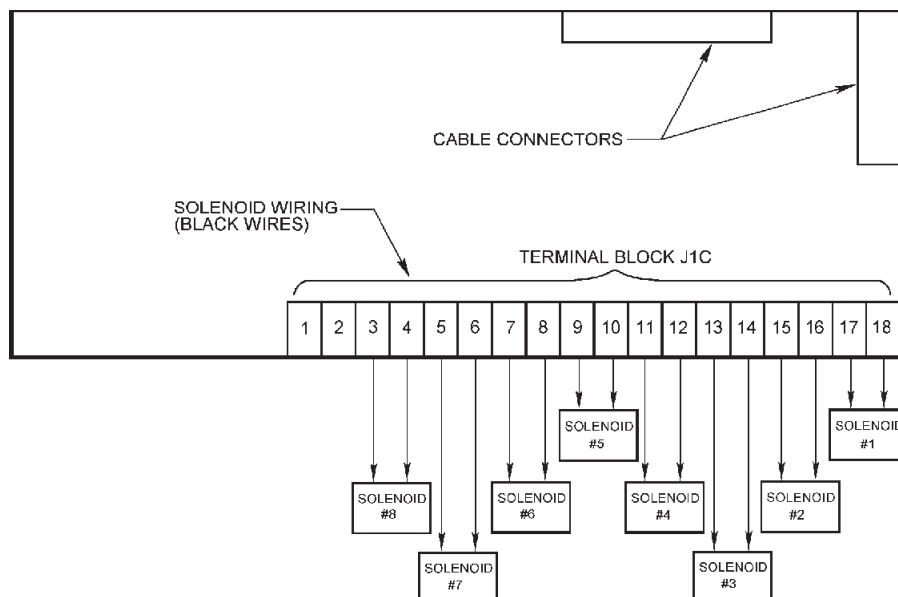 CABLE CONNECTORS
SOLENOID WIRING
(BLACK WIRES)
TERMINAL BLOCK J1C
1 2 3 4 5 6 7 8 9 10 11 12 13 14 15 16 17 18
SOLENOID
#5
SOLENOID
#1
SOLENOID
#8
SOLENOID
#6
SOLENOID
#4
SOLENOID
#2
SOLENOID
#7
SOLENOID
#3